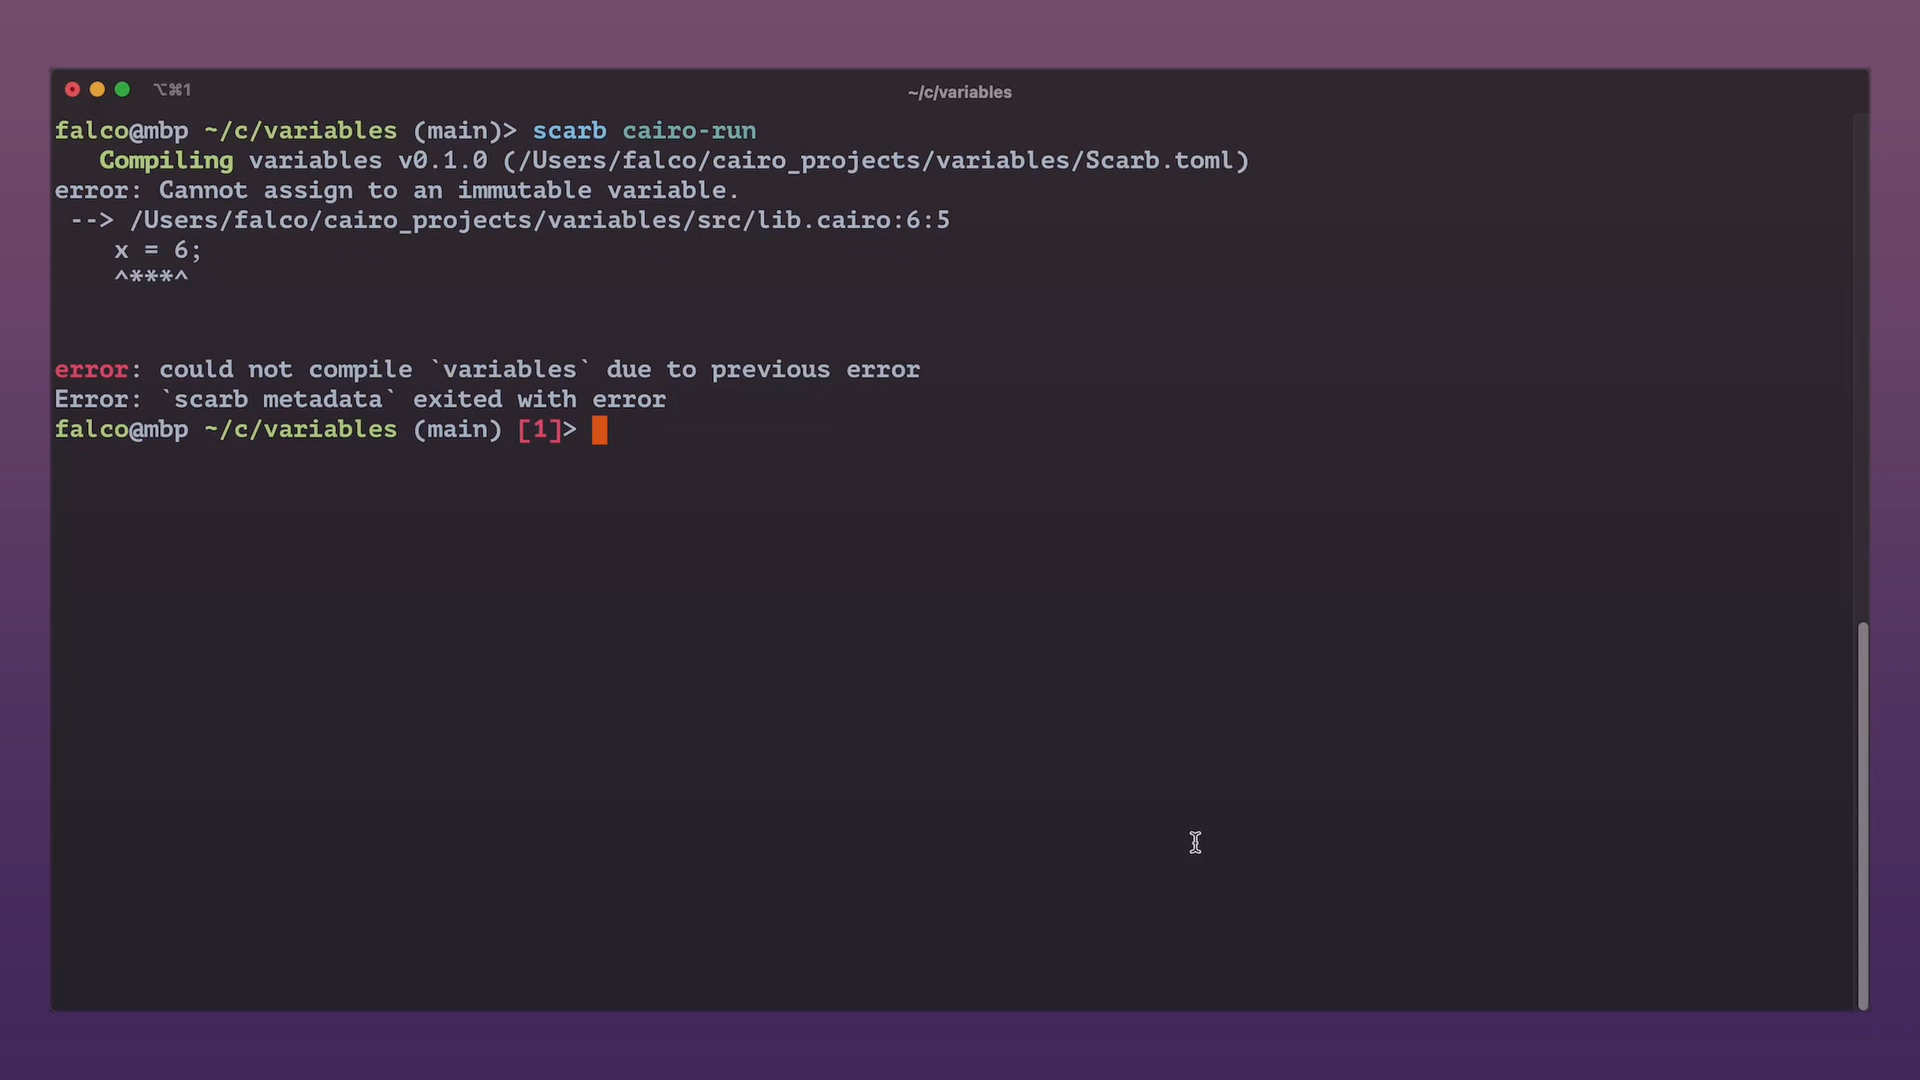 ⌥⌘1
~/c/variables
falco@mbp ~/c/variables (main)> scarb cairo-run
   Compiling variables v0.1.0 (/Users/falco/cairo_projects/variables/Scarb.toml)
error: Cannot assign to an immutable variable.
 --> /Users/falco/cairo_projects/variables/src/lib.cairo:6:5
    x = 6;
    ^***^
error: could not compile `variables` due to previous error
Error: `scarb metadata` exited with error
falco@mbp ~/c/variables (main) [1]>